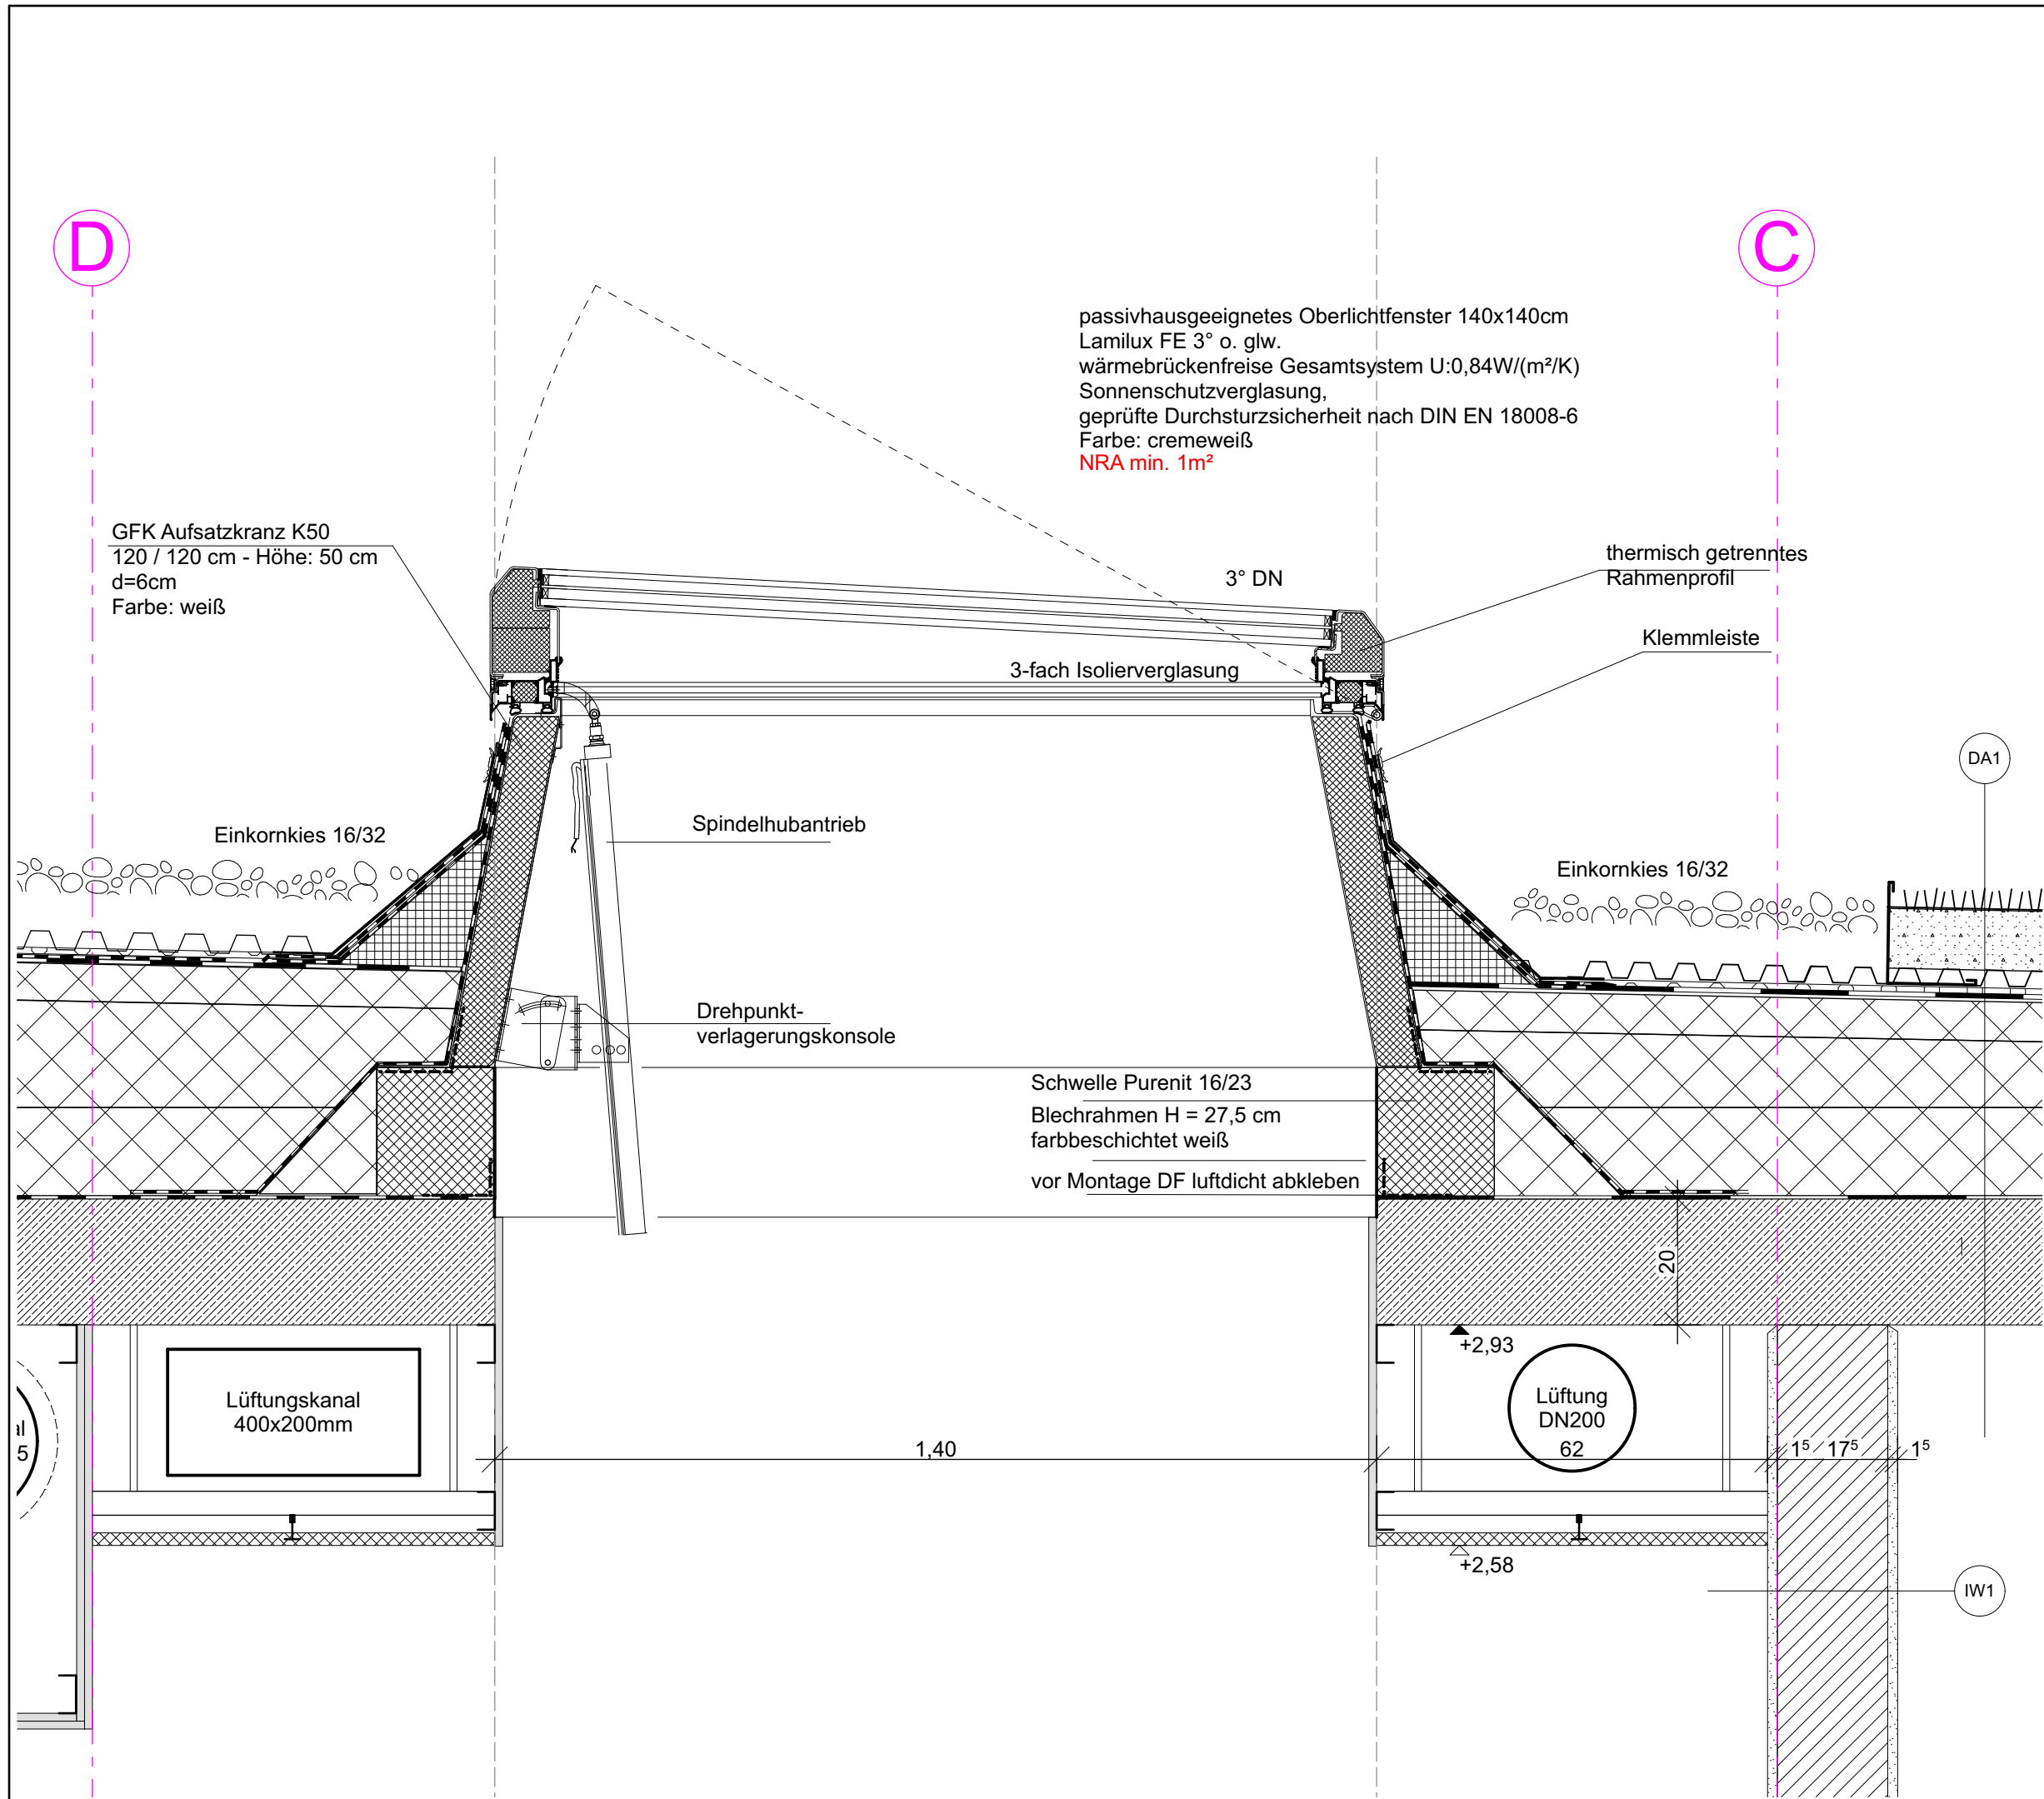 D
C
passivhausgeeignetes Oberlichtfenster 140x140cm
Lamilux FE 3° o. glw.
wärmebrückenfreise Gesamtsystem U:0,84W/(m²/K)
Sonnenschutzverglasung,
geprüfte Durchsturzsicherheit nach DIN EN 18008-6
Farbe: cremeweiß
NRA min. 1m²
GFK Aufsatzkranz K50
120 / 120 cm - Höhe: 50 cm
d=6cm
Farbe: weiß
3° DN
thermisch getrenntes
Rahmenprofil
Klemmleiste
3-fach Isolierverglasung
DA1
Spindelhubantrieb
Einkornkies 16/32
Einkornkies 16/32
Drehpunkt-
verlagerungskonsole
Schwelle Purenit 16/23
Blechrahmen H = 27,5 cm
farbbeschichtet weiß
vor Montage DF luftdicht abkleben
20
+2,93
Lüftungskanal
400x200mm
Lüftung
DN200
62
al
5
1,40
1⁵
17⁵
1⁵
+2,58
IW1